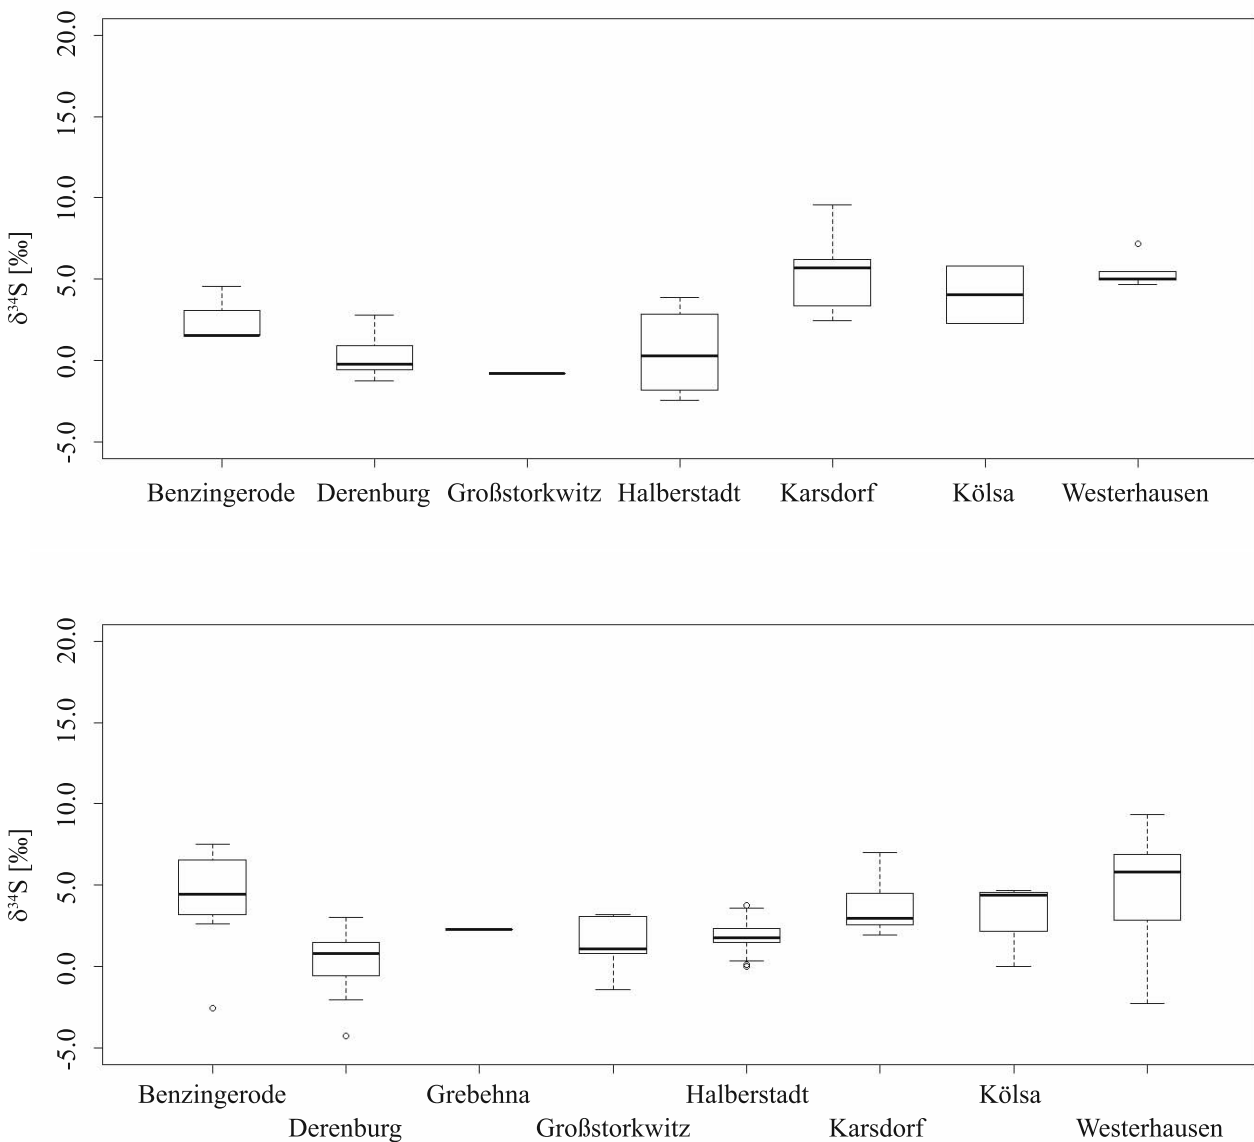 20.0
15.0
10.0
5.0
0.0
-5.0
δ³⁴S [‰]
Benzingerode Derenburg Großstorkwitz Halberstadt Karsdorf Kölsa Westerhausen
20.0
15.0
10.0
5.0
0.0
-5.0
δ³⁴S [‰]
Benzingerode Grebehna Halberstadt Kölsa
Derenburg Großstorkwitz Karsdorf Westerhausen